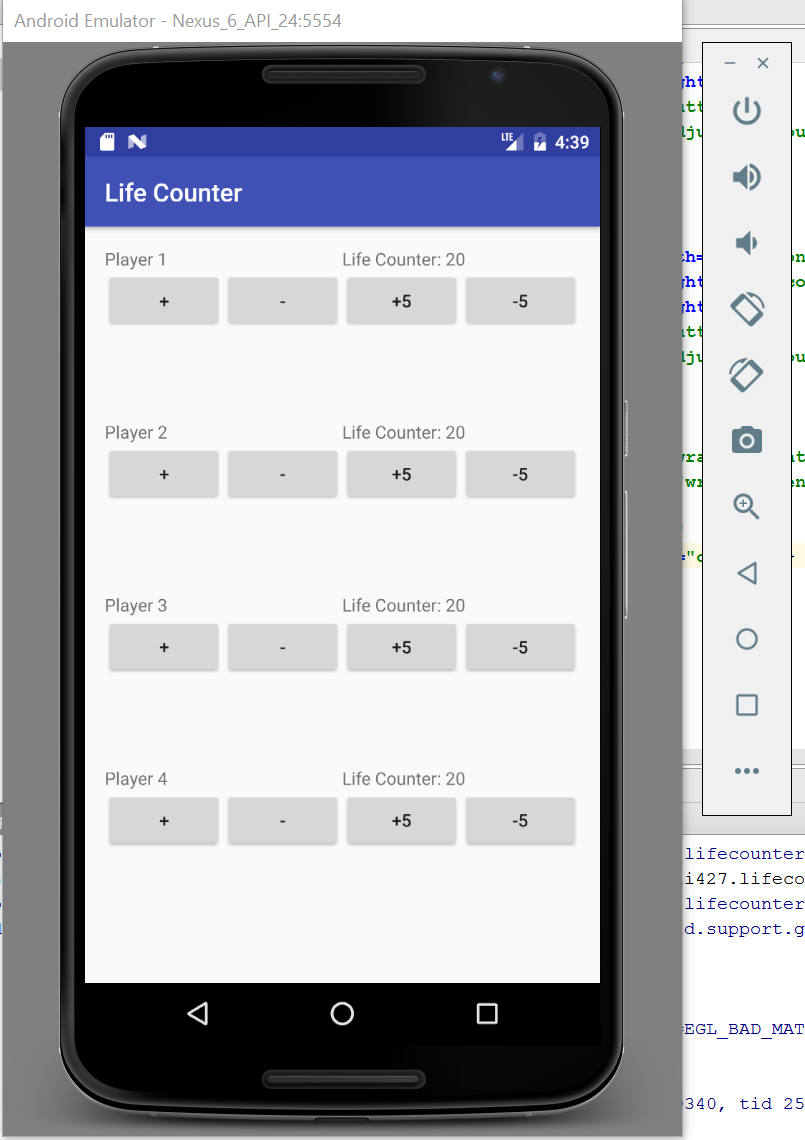 Android Emulator - Nexus_6_API_24:5554
LTE 4:39
Life Counter
Player 1 Life Counter: 20
+ - +5 -5
Player 2 Life Counter: 20
+ - +5 -5
Player 3 Life Counter: 20
+ - +5 -5
Player 4 Life Counter: 20
+ - +5 -5
lifecounter
i427.lifeco
lifecounter
d.support.g
EGL_BAD_MAT
340, tid 25